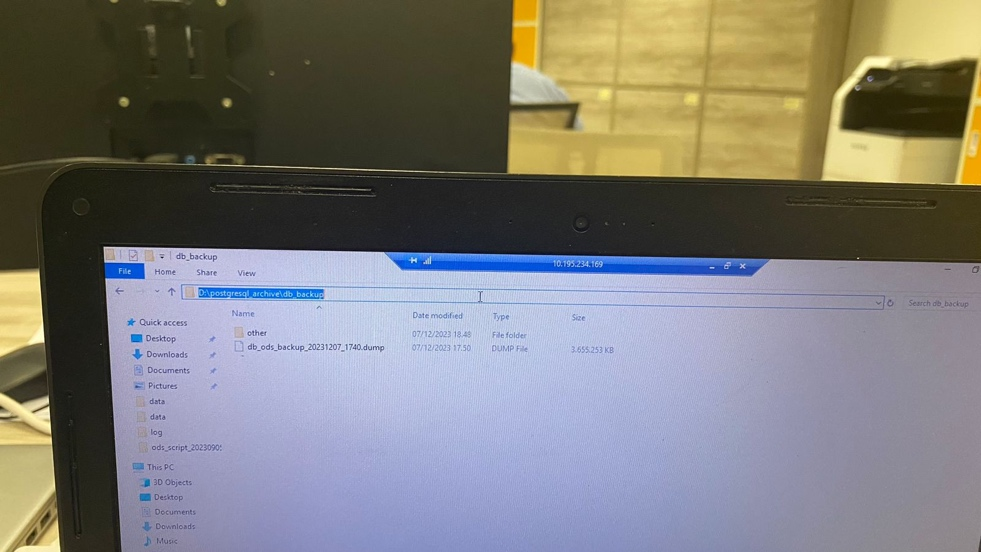 db_backup
10.195.234.169
File Home Share View
D:\postgresql_archive\db_backup
Search db_backup
Name Date modified Type Size
other 07/12/2023 18.48 File folder
db_ods_backup_20231207_1740.dump 07/12/2023 17.50 DUMP File 3.655.253 KB
Quick access
Desktop
Downloads
Documents
Pictures
data
data
log
ods_script_2023090
This PC
3D Objects
Desktop
Documents
Downloads
Music